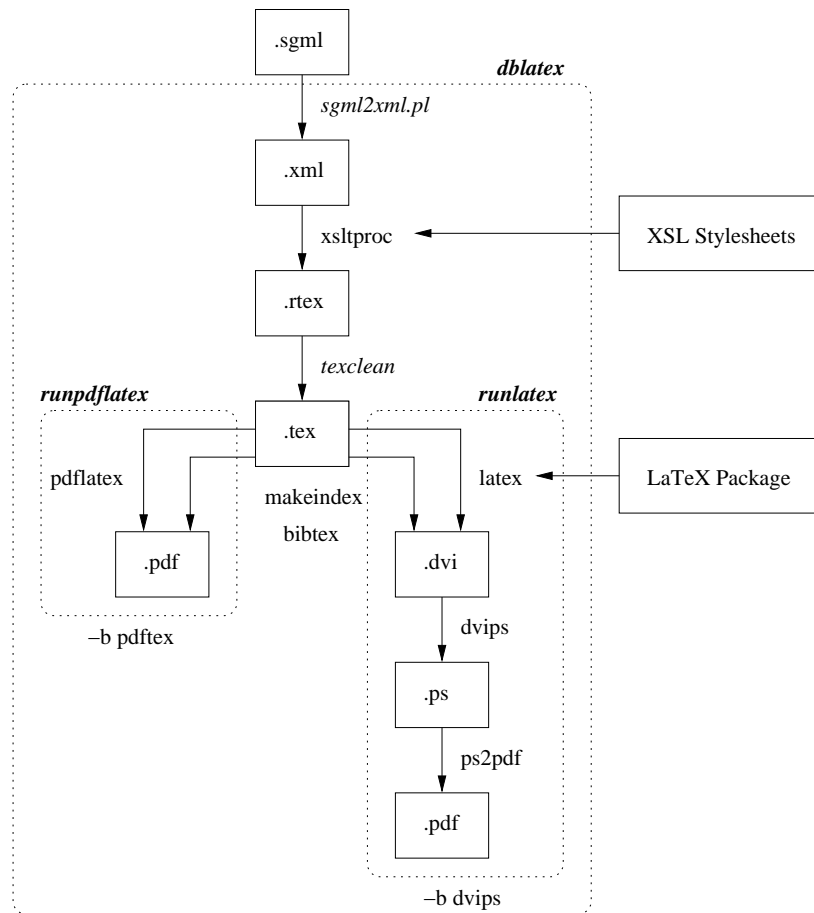 .sgml
dblatex
sgml2xml.pl
.xml
xsltproc
XSL Stylesheets
.rtex
texclean
runpdflatex
runlatex
.tex
pdflatex
latex
LaTeX Package
makeindex
bibtex
.pdf
.dvi
dvips
−b pdftex
.ps
ps2pdf
.pdf
−b dvips